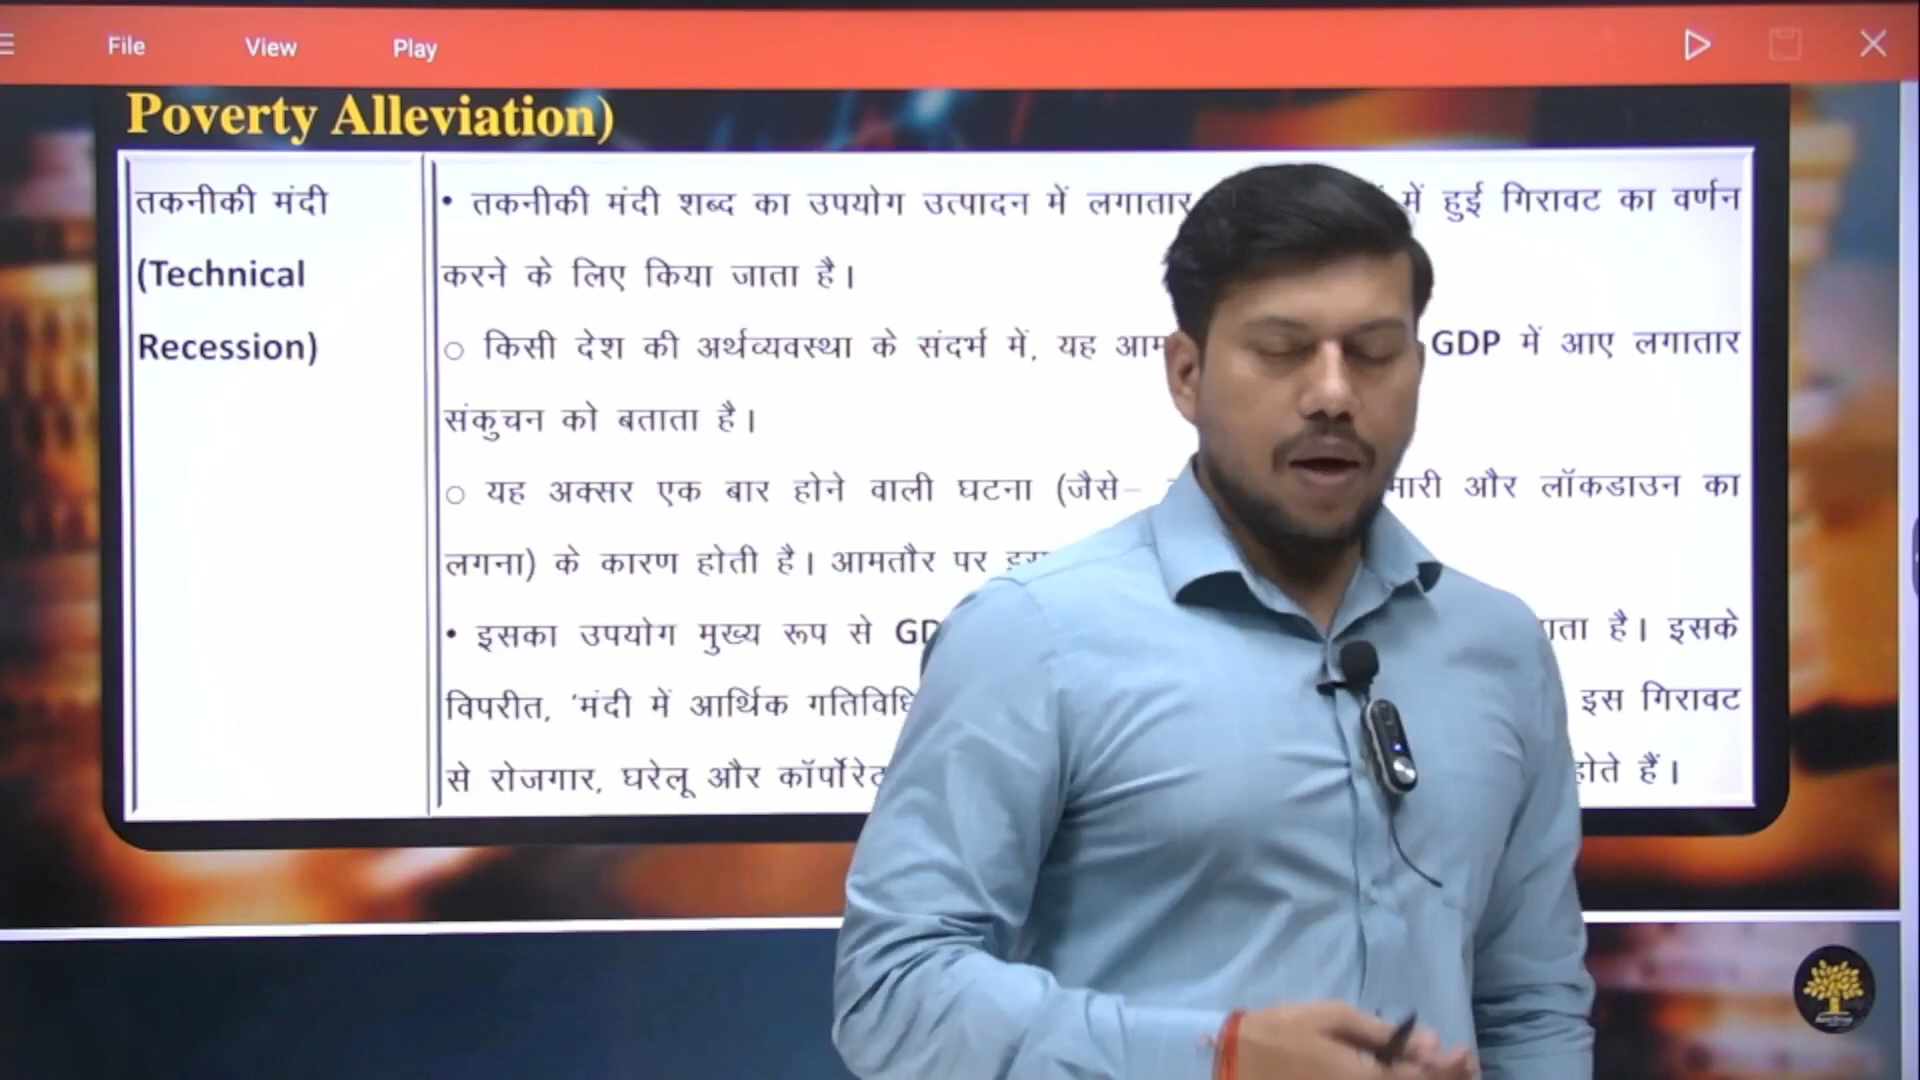 File View Play
Poverty Alleviation)
तकनीकी मंदी
(Technical
Recession)
• तकनीकी मंदी शब्द का उपयोग उत्पादन में लगातार में हुई गिरावट का वर्णन
करने के लिए किया जाता है।
○ किसी देश की अर्थव्यवस्था के संदर्भ में, यह GDP में आए लगातार
संकुचन को बताता है।
○ यह अक्सर एक बार होने वाली घटना (जैसे– और लॉकडाउन का
लगना) के कारण होती है। आमतौर पर
• इसका उपयोग मुख्य रूप से है। इसके
विपरीत, 'मंदी में आर्थिक इस गिरावट
से रोजगार, घरेलू और होते हैं।